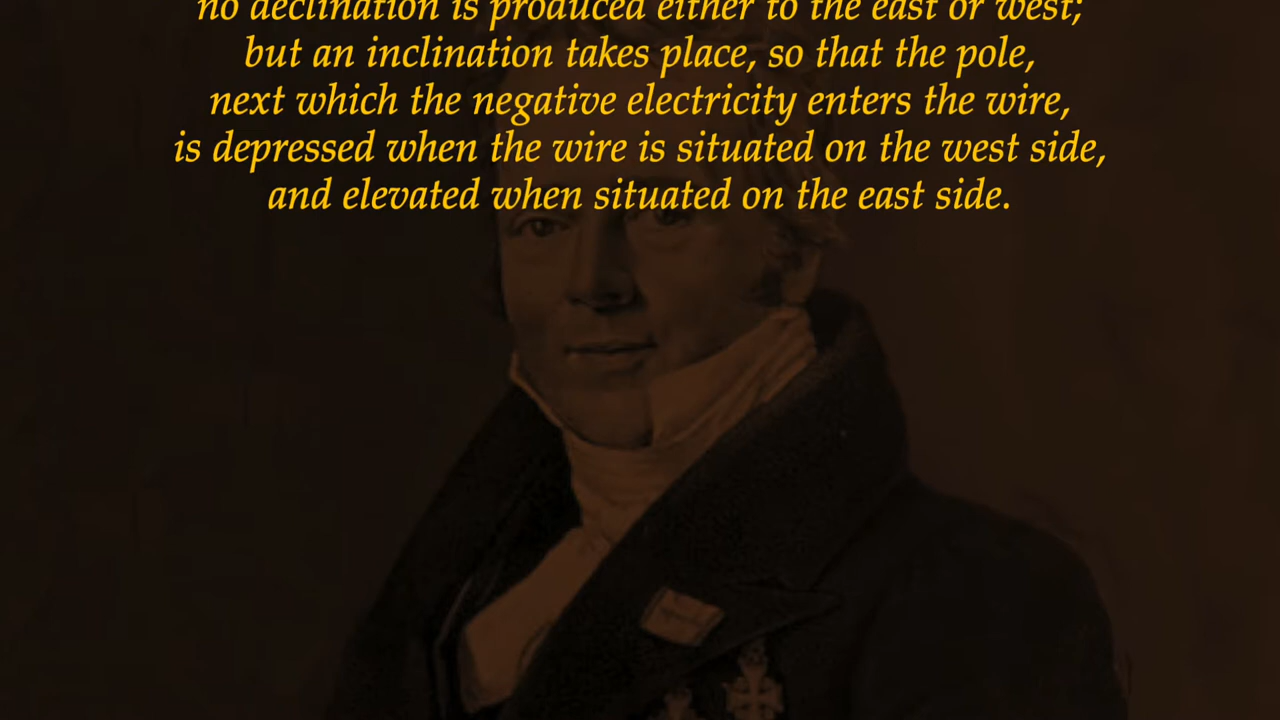 no declination is produced either to the east or west;
but an inclination takes place, so that the pole,
next which the negative electricity enters the wire,
is depressed when the wire is situated on the west side,
and elevated when situated on the east side.